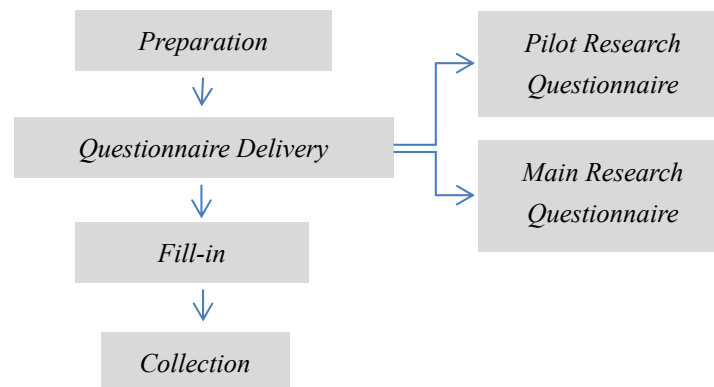 Preparation
Pilot Research
Questionnaire
Questionnaire Delivery
Main Research
Questionnaire
Fill-in
Collection